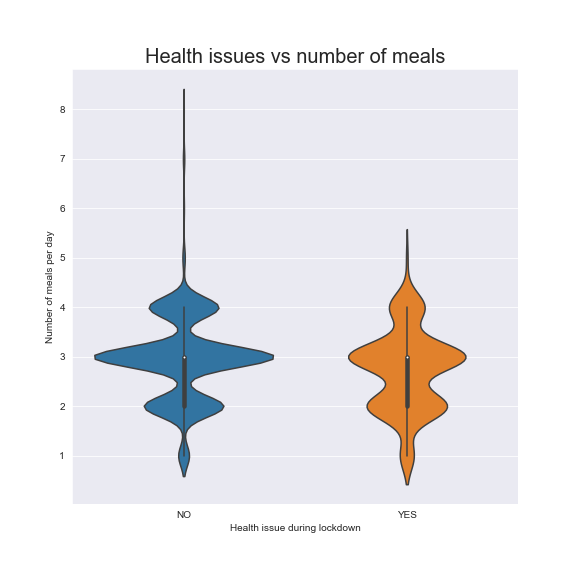 Health issues vs number of meals
8
7
6
5
4
3
2
1
Number of meals per day
NO
YES
Health issue during lockdown